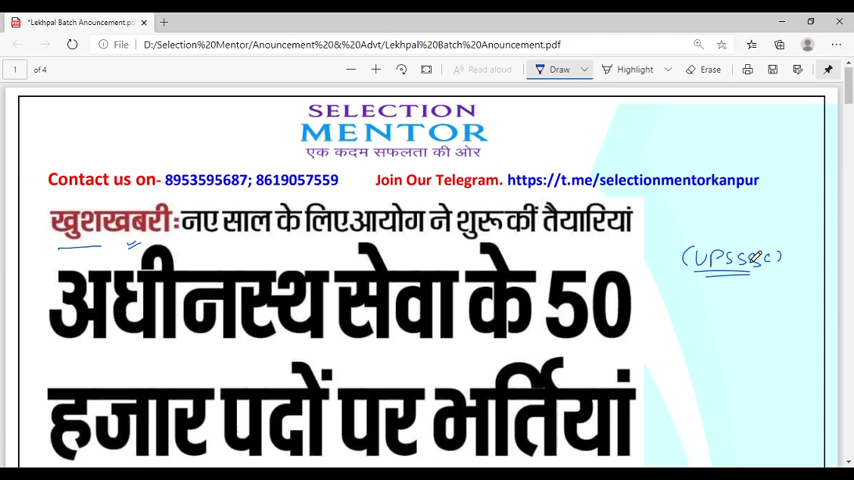 *Lekhpal Batch Anouncement.pd
File
D:/Selection%20Mentor/Anouncement%20&%20Advt/Lekhpal%20Batch%20Anouncement.pdf
1 of 4
Read aloud
Draw
Highlight
Erase
SELECTION
MENTOR
एक कदम सफलता की ओर
Contact us on- 8953595687; 8619057559 Join Our Telegram. https://t.me/selectionmentorkanpur
खुशखबरी: नए साल के लिए आयोग ने शुरू कीं तैयारियां
(UPSSSC)
अधीनस्थ सेवा के 50
हजार पदों पर भर्तियां